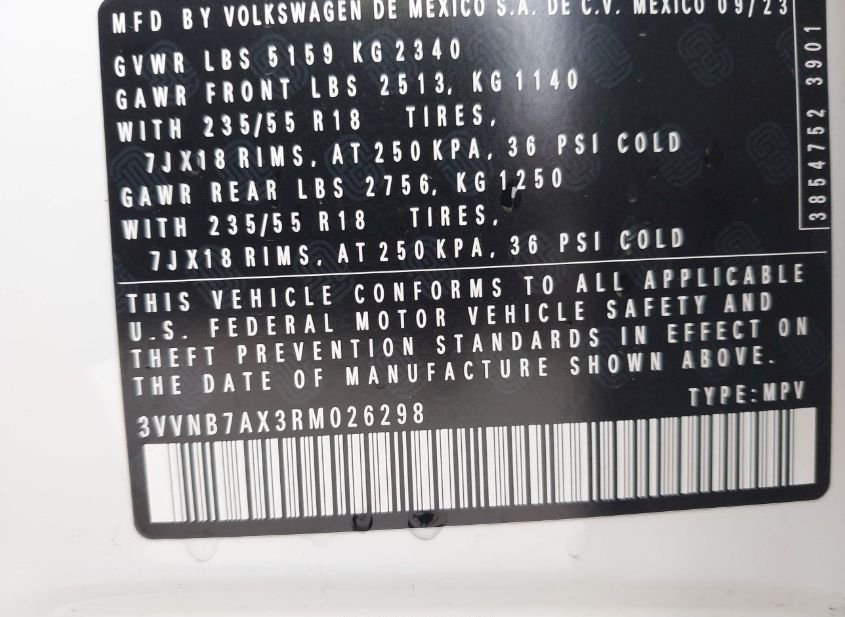 MFD BY VOLKSWAGEN DE MEXICO S.A. DE C.V. MEXICO 09/23
GVWR LBS 5159 KG 2340
GAWR FRONT LBS 2513, KG 1140
WITH 235/55 R18 TIRES,
7JX18 RIMS, AT 250 KPA, 36 PSI COLD
GAWR REAR LBS 2756, KG 1250
WITH 235/55 R18 TIRES,
7JX18 RIMS, AT 250 KPA, 36 PSI COLD
3854752 3901
THIS VEHICLE CONFORMS TO ALL APPLICABLE
U.S. FEDERAL MOTOR VEHICLE SAFETY AND
THEFT PREVENTION STANDARDS IN EFFECT ON
THE DATE OF MANUFACTURE SHOWN ABOVE.
3VVNB7AX3RM026298
TYPE:MPV